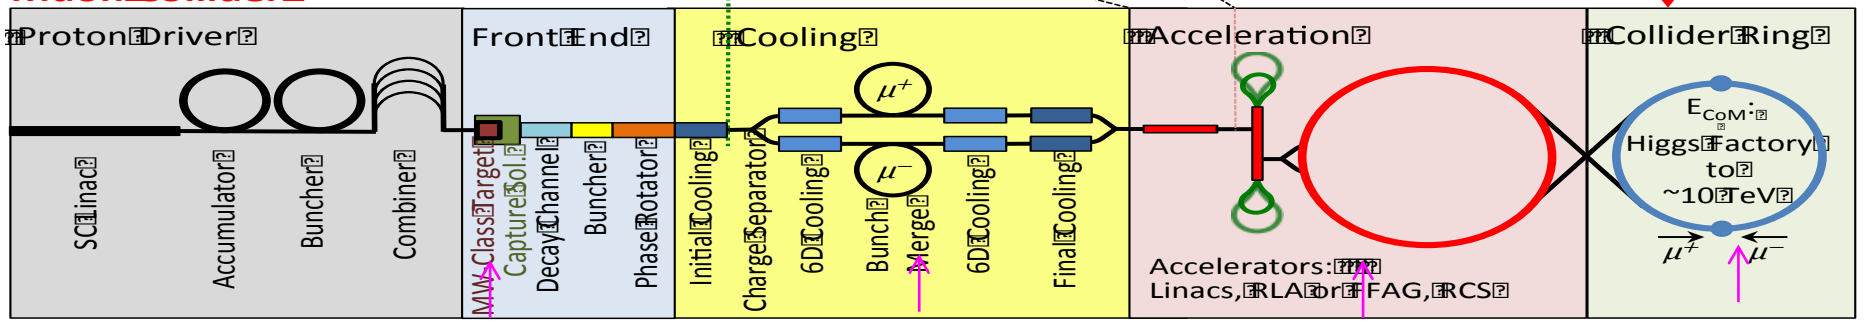 Proton Driver
Front End
Cooling
Acceleration
Collider Ring
SC Linac
Accumulator
Buncher
Combiner
MW-Class Target
Capture Sol.
Decay Channel
Buncher
Phase Rotator
Initial Cooling
Charge Separator
6D Cooling
Bunch
Merge
6D Cooling
Final Cooling
μ+
μ−
Accelerators:
Linacs, RLA or FFAG, RCS
ECoM:
Higgs Factory
to
~10 TeV
μ+ μ−